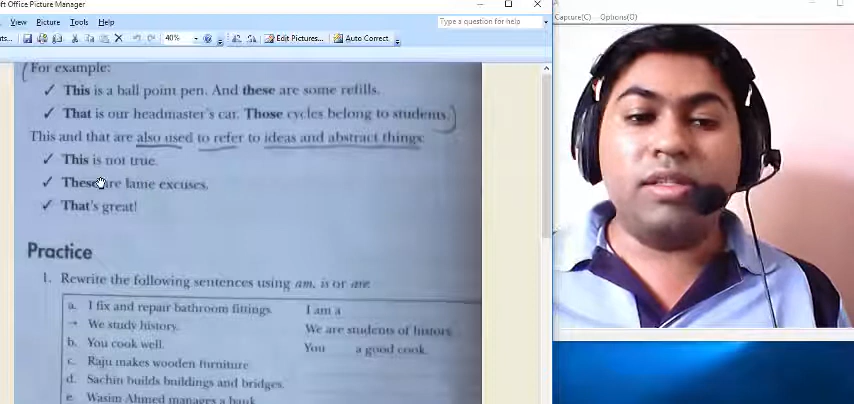 ft Office Picture Manager
View Picture Tools Help
Type a question for help
ts... 40% Edit Pictures... Auto Correct
Capture(C) Options(O)
For example:
✓ This is a ball point pen. And these are some refills.
✓ That is our headmaster's car. Those cycles belong to students.
This and that are also used to refer to ideas and abstract things
✓ This is not true.
✓ These are lame excuses.
✓ That's great!
Practice
1. Rewrite the following sentences using am, is or are
a. I fix and repair bathroom fittings. I am a
→ We study history. We are students of history
b. You cook well. You a good cook.
c. Raju makes wooden furniture
d. Sachin builds buildings and bridges.
e. Wasim Ahmed manages a bank